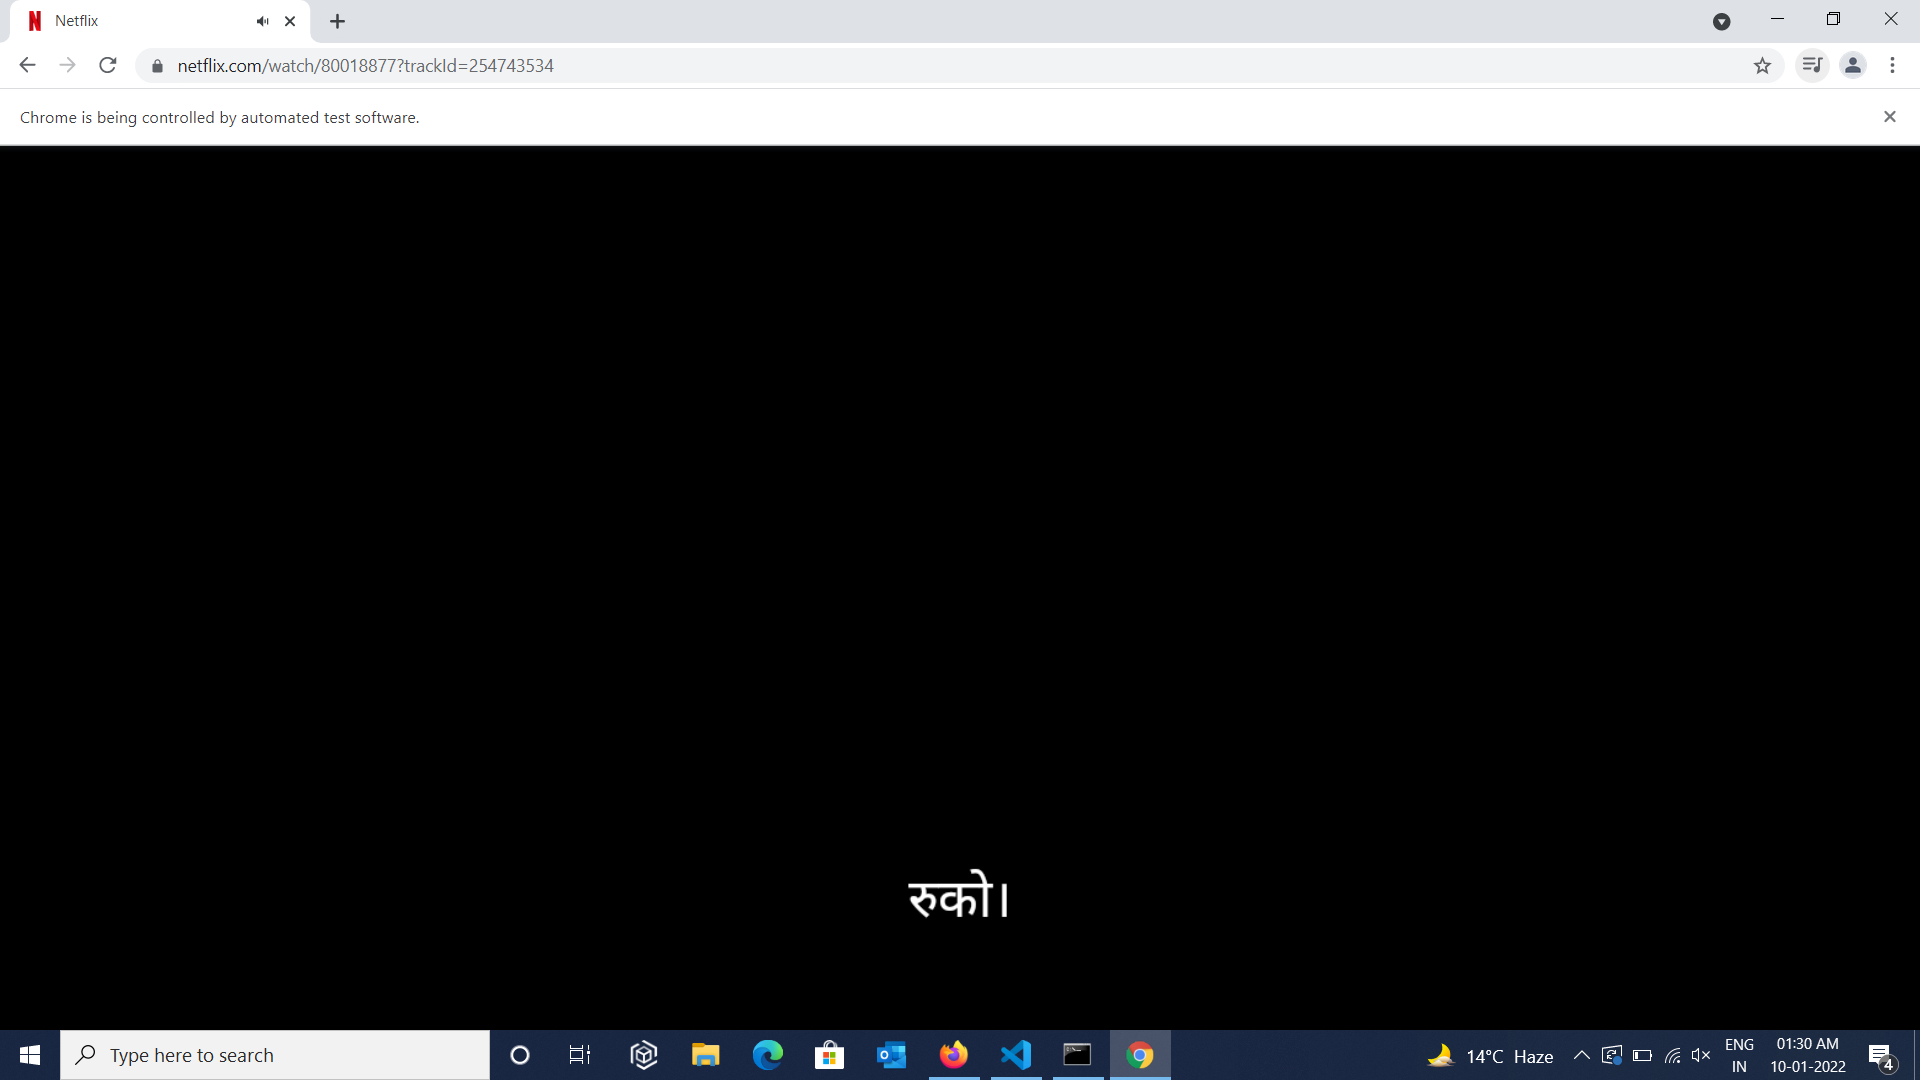 Netflix
netflix.com/watch/80018877?trackId=254743534
Chrome is being controlled by automated test software.
रुको।
Type here to search
14°C Haze
ENG
IN
01:30 AM
10-01-2022
4